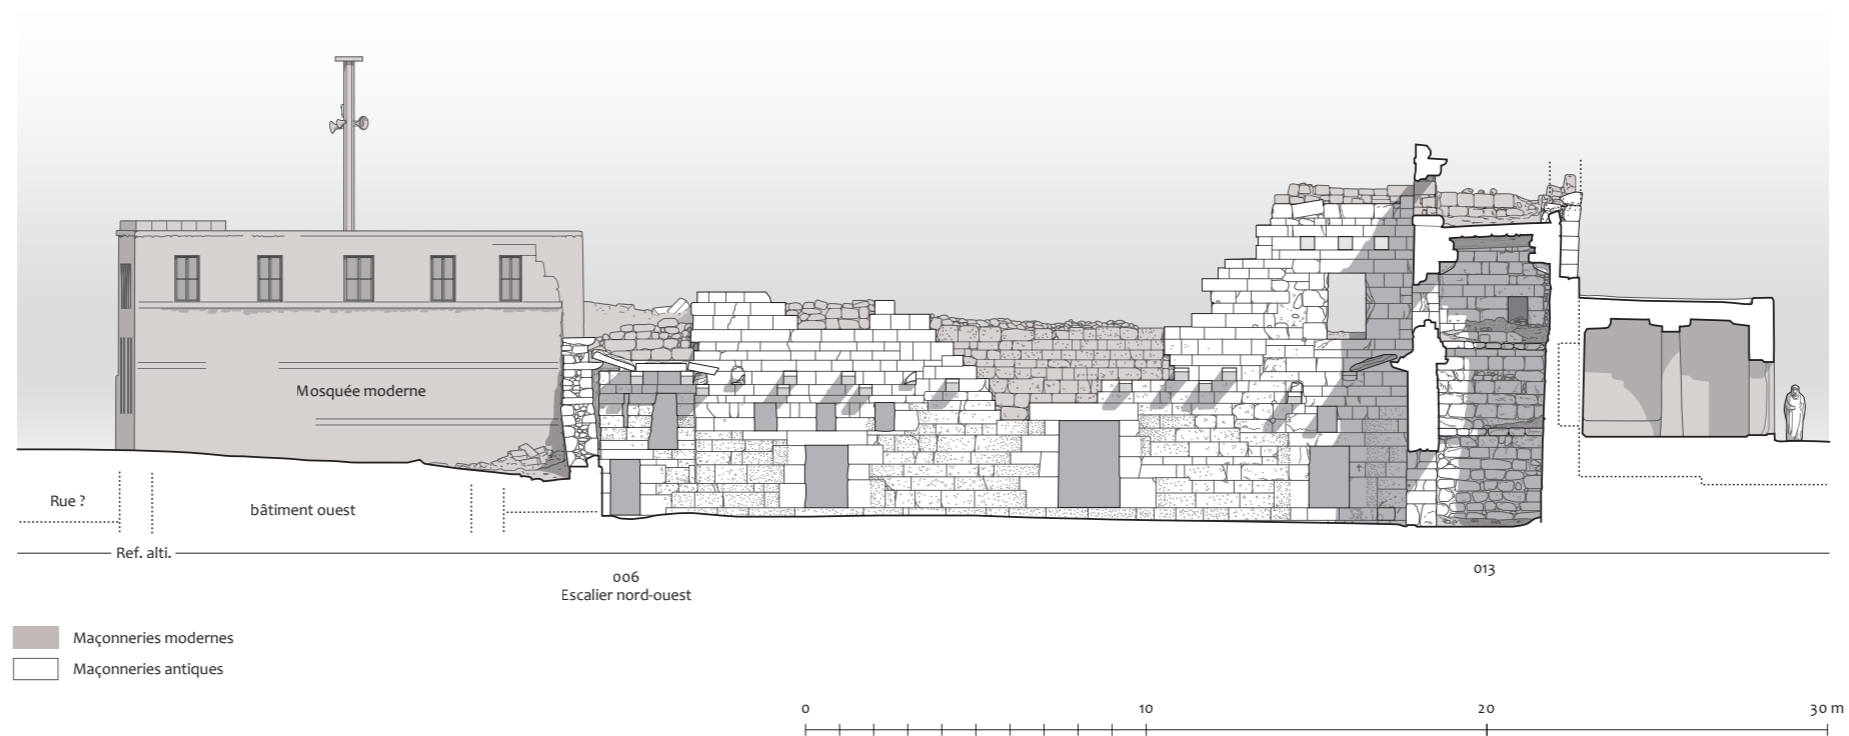 Mosquée moderne
Rue ?
bâtiment ouest
Ref. alti.
006
Escalier nord-ouest
013
Maçonneries modernes
Maçonneries antiques
0
10
20
30 m